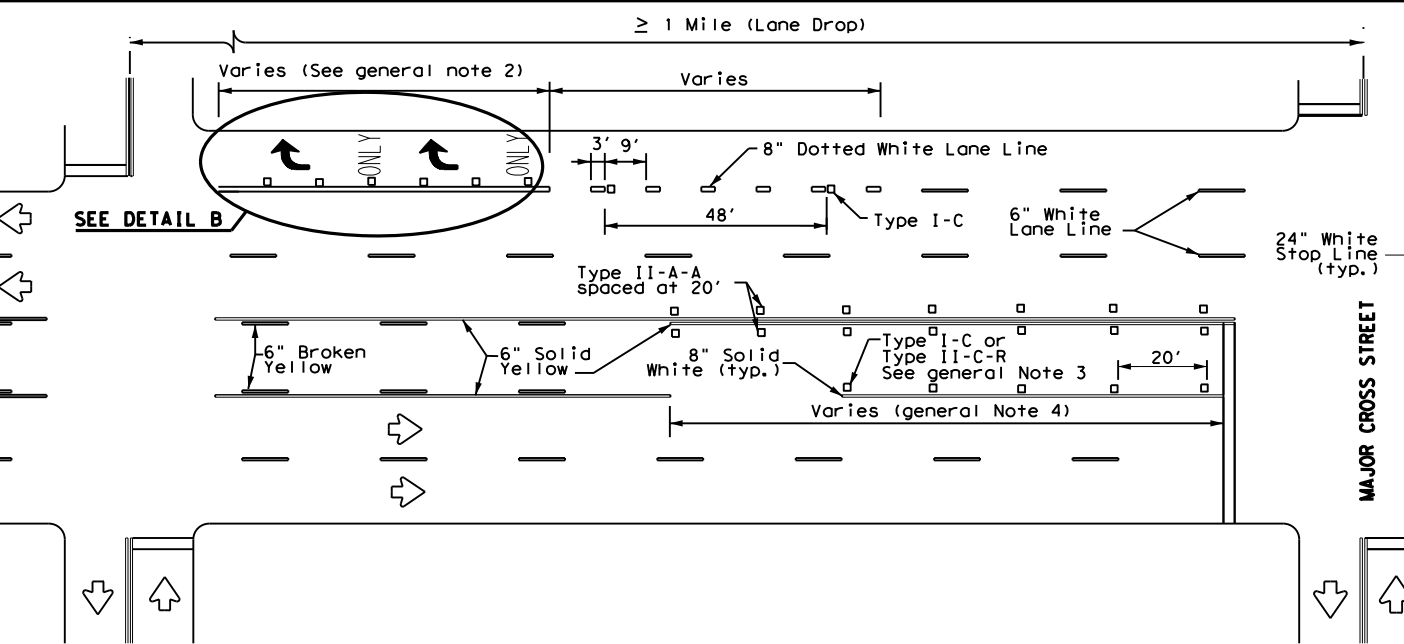 ≥ 1 Mile (Lane Drop)
Varies (See general note 2)
Varies
ONLY
ONLY
3' 9'
8" Dotted White Lane Line
SEE DETAIL B
48'
Type I-C
6" White
Lane Line
24" White
Stop Line
(typ.)
Type II-A-A
spaced at 20'
6" Broken
Yellow
6" Solid
Yellow
8" Solid
White (typ.)
Type I-C or
Type II-C-R
See general Note 3
20'
Varies (general Note 4)
MAJOR CROSS STREET